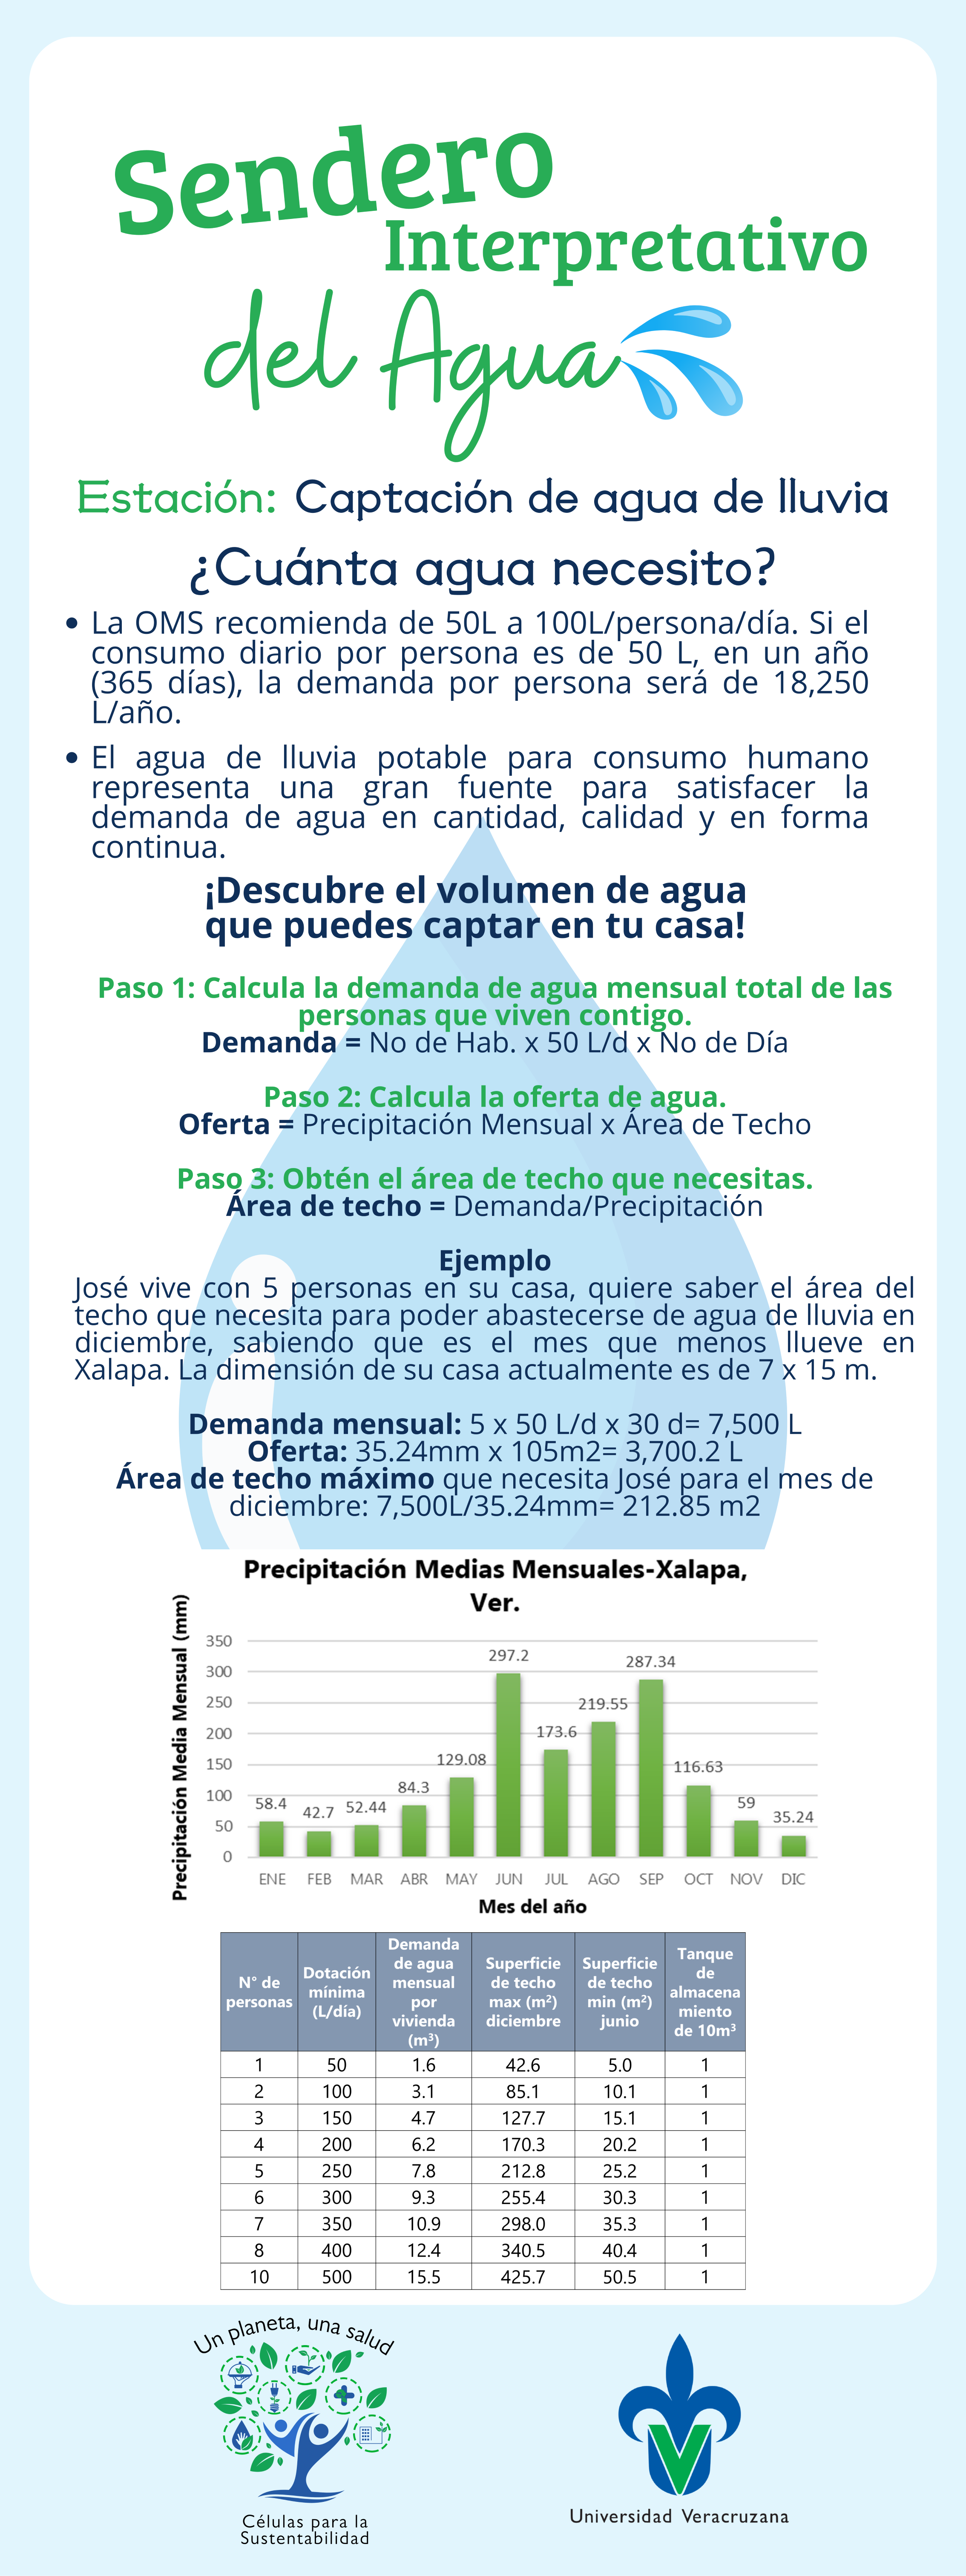 Sendero
Interpretativo
del Agua
Estación: Captación de agua de lluvia
¿Cuánta agua necesito?
• La OMS recomienda de 50L a 100L/persona/día. Si el
consumo diario por persona es de 50 L, en un año
(365 días), la demanda por persona será de 18,250
L/año.
• El agua de lluvia potable para consumo humano
representa una gran fuente para satisfacer la
demanda de agua en cantidad, calidad y en forma
continua.
¡Descubre el volumen de agua
que puedes captar en tu casa!
Paso 1: Calcula la demanda de agua mensual total de las
personas que viven contigo.
Demanda = No de Hab. x 50 L/d x No de Día
Paso 2: Calcula la oferta de agua.
Oferta = Precipitación Mensual x Área de Techo
Paso 3: Obtén el área de techo que necesitas.
Área de techo = Demanda/Precipitación
Ejemplo
José vive con 5 personas en su casa, quiere saber el área del
techo que necesita para poder abastecerse de agua de lluvia en
diciembre, sabiendo que es el mes que menos llueve en
Xalapa. La dimensión de su casa actualmente es de 7 x 15 m.
Demanda mensual: 5 x 50 L/d x 30 d= 7,500 L
Oferta: 35.24mm x 105m2= 3,700.2 L
Área de techo máximo que necesita José para el mes de
diciembre: 7,500L/35.24mm= 212.85 m2
Precipitación Medias Mensuales-Xalapa,
Ver.
Precipitación Media Mensual (mm)
350
300
250
200
150
100
50
0
58.4
42.7
52.44
84.3
129.08
297.2
173.6
219.55
287.34
116.63
59
35.24
ENE FEB MAR ABR MAY JUN JUL AGO SEP OCT NOV DIC
Mes del año
N° de
personas
Dotación
mínima
(L/día)
Demanda
de agua
mensual
por
vivienda
(m³)
Superficie
de techo
max (m²)
diciembre
Superficie
de techo
min (m²)
junio
Tanque
de
almacena
miento
de 10m³
1 50 1.6 42.6 5.0 1
2 100 3.1 85.1 10.1 1
3 150 4.7 127.7 15.1 1
4 200 6.2 170.3 20.2 1
5 250 7.8 212.8 25.2 1
6 300 9.3 255.4 30.3 1
7 350 10.9 298.0 35.3 1
8 400 12.4 340.5 40.4 1
10 500 15.5 425.7 50.5 1
Un planeta, una salud
Células para la
Sustentabilidad
Universidad Veracruzana